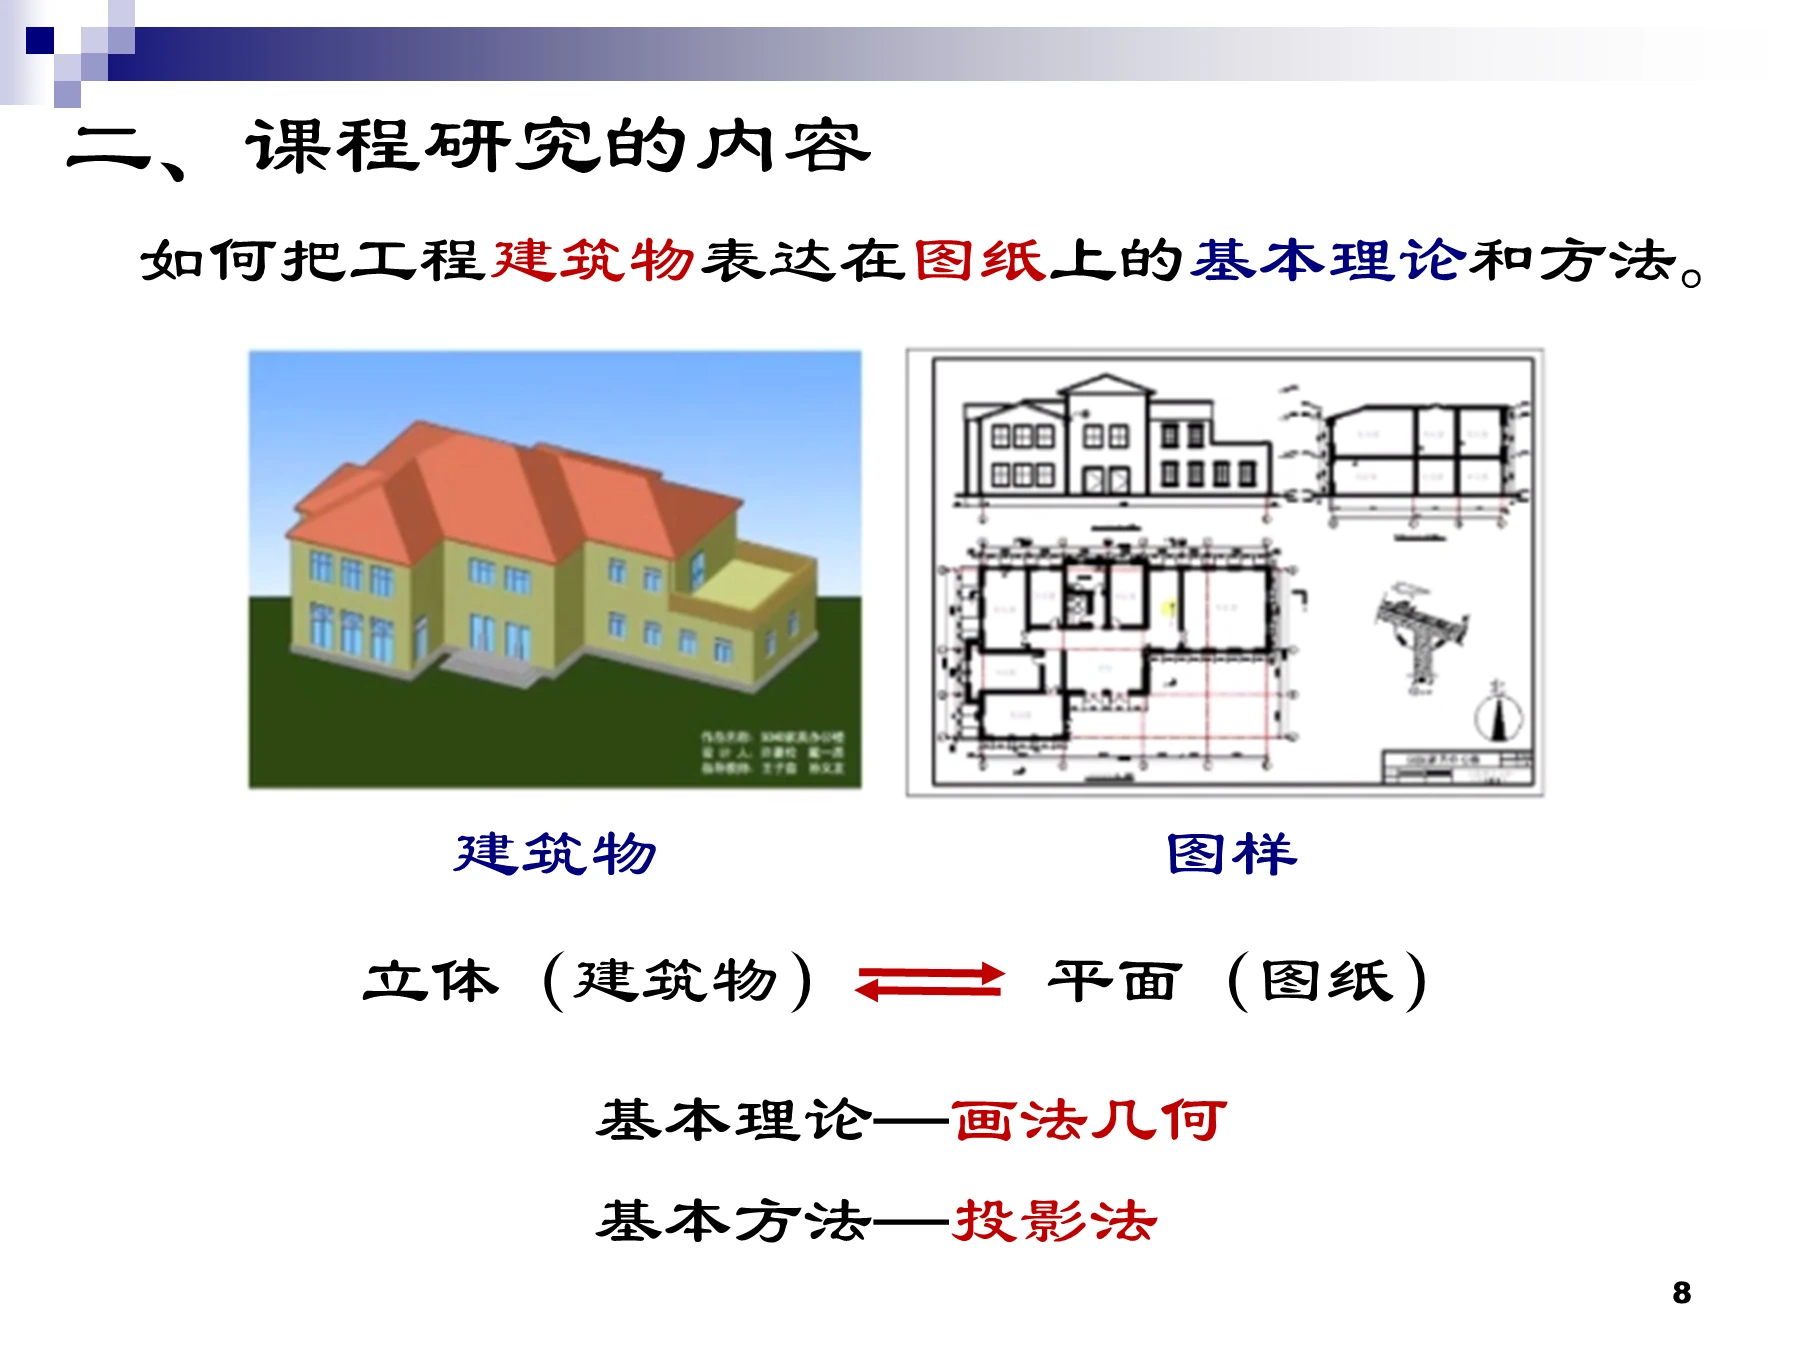 二、课程研究的内容
如何把工程建筑物表达在图纸上的基本理论和方法。
北
建筑物
图样
立体（建筑物） 平面（图纸）
基本理论—画法几何
基本方法—投影法
8